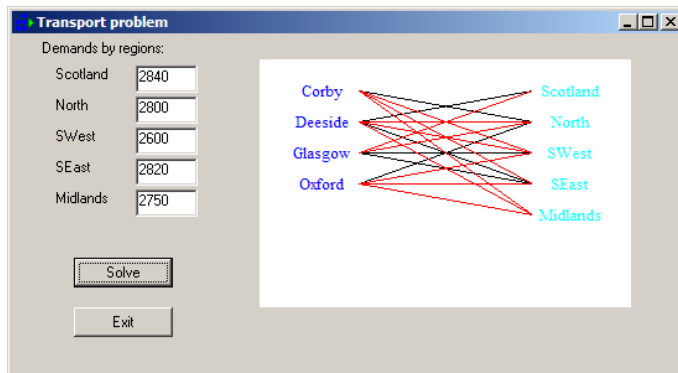 Transport problem
Demands by regions:
Scotland 2840
North 2800
SWest 2600
SEast 2820
Midlands 2750
Solve
Exit
Corby Scotland
Deeside North
Glasgow SWest
Oxford SEast
Midlands